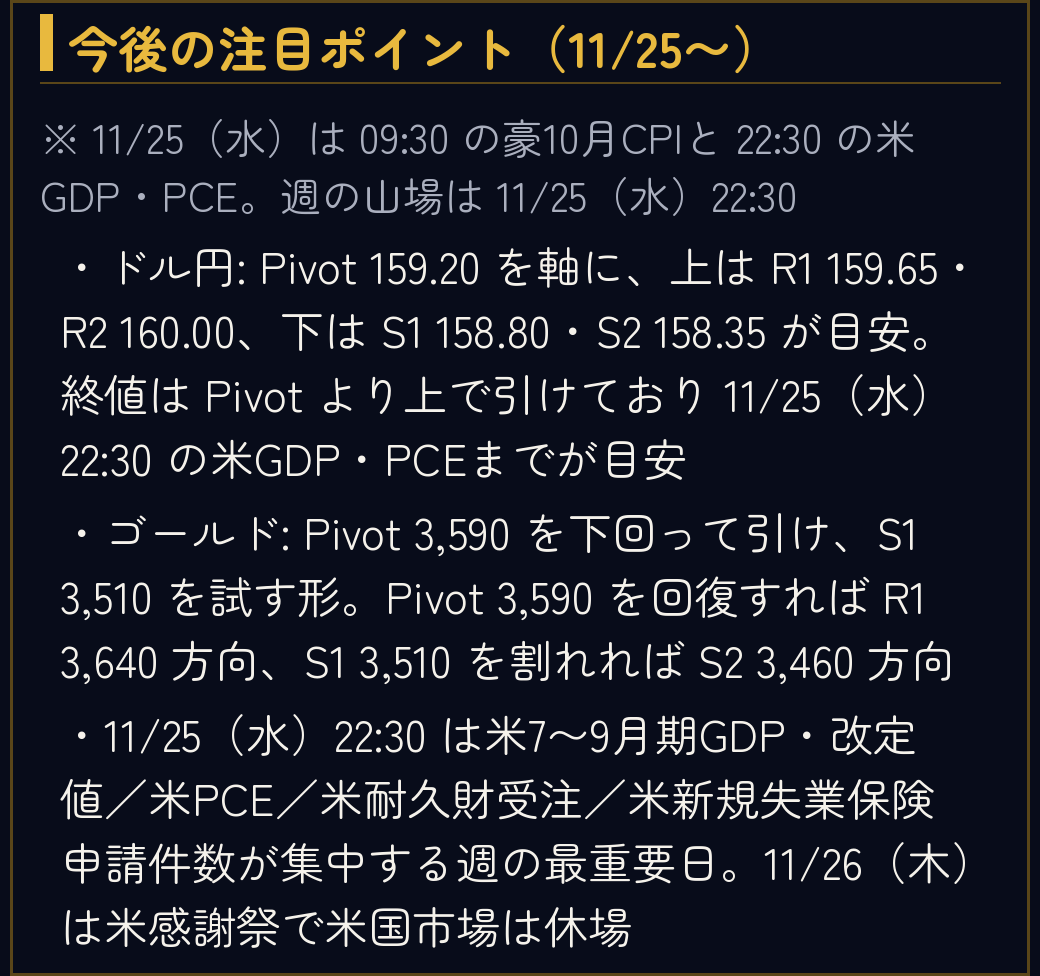 今後の注目ポイント（11/25〜）
※ 11/25（水）は 09:30 の豪10月CPIと 22:30 の米
GDP・PCE。週の山場は 11/25（水）22:30
・ドル円: Pivot 159.20 を軸に、上は R1 159.65・
R2 160.00、下は S1 158.80・S2 158.35 が目安。
終値は Pivot より上で引けており 11/25（水）
22:30 の米GDP・PCEまでが目安
・ゴールド: Pivot 3,590 を下回って引け、S1
3,510 を試す形。Pivot 3,590 を回復すれば R1
3,640 方向、S1 3,510 を割れれば S2 3,460 方向
・11/25（水）22:30 は米7〜9月期GDP・改定
値／米PCE／米耐久財受注／米新規失業保険
申請件数が集中する週の最重要日。11/26（木）
は米感謝祭で米国市場は休場